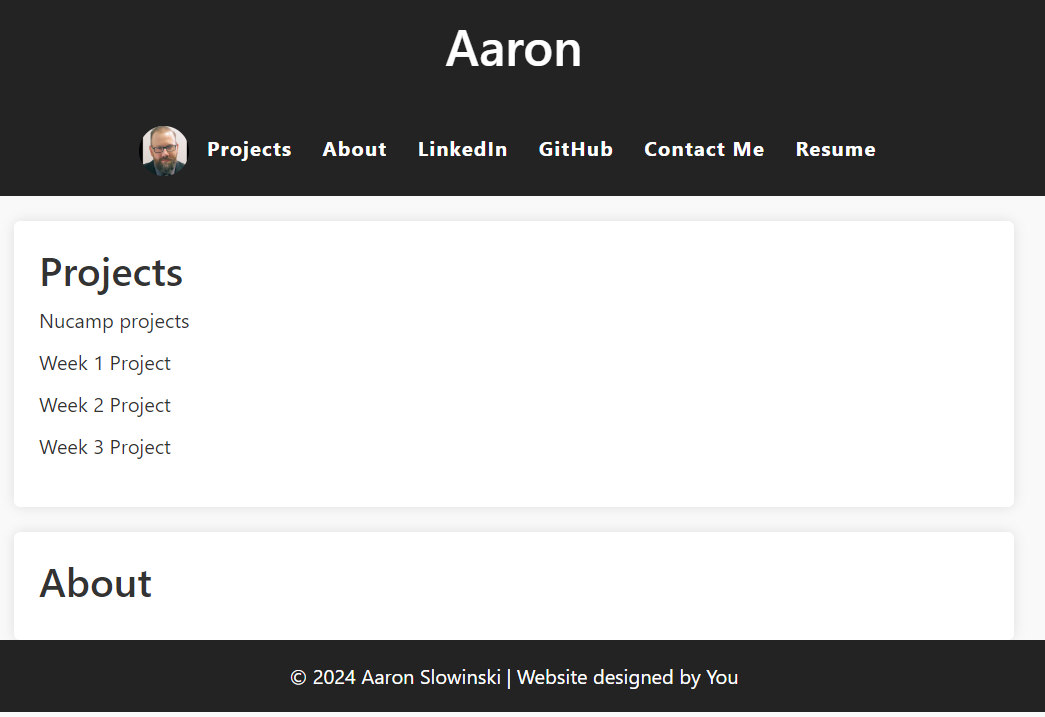 Aaron
Projects About LinkedIn GitHub Contact Me Resume
Projects
Nucamp projects
Week 1 Project
Week 2 Project
Week 3 Project
About
© 2024 Aaron Slowinski | Website designed by You